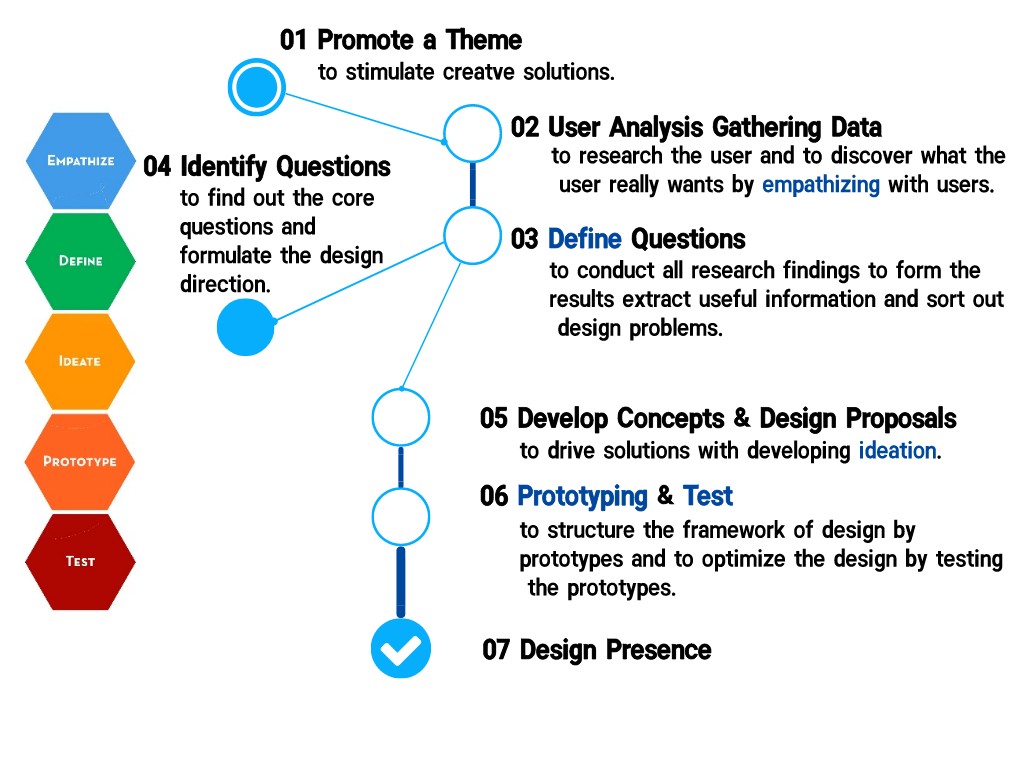 01 Promote a Theme
to stimulate creatve solutions.
02 User Analysis Gathering Data
to research the user and to discover what the
user really wants by empathizing with users.
03 Define Questions
to conduct all research findings to form the
results extract useful information and sort out
design problems.
04 Identify Questions
to find out the core
questions and
formulate the design
direction.
05 Develop Concepts & Design Proposals
to drive solutions with developing ideation.
06 Prototyping & Test
to structure the framework of design by
prototypes and to optimize the design by testing
the prototypes.
07 Design Presence
EMPATHIZE
DEFINE
IDEATE
PROTOTYPE
TEST